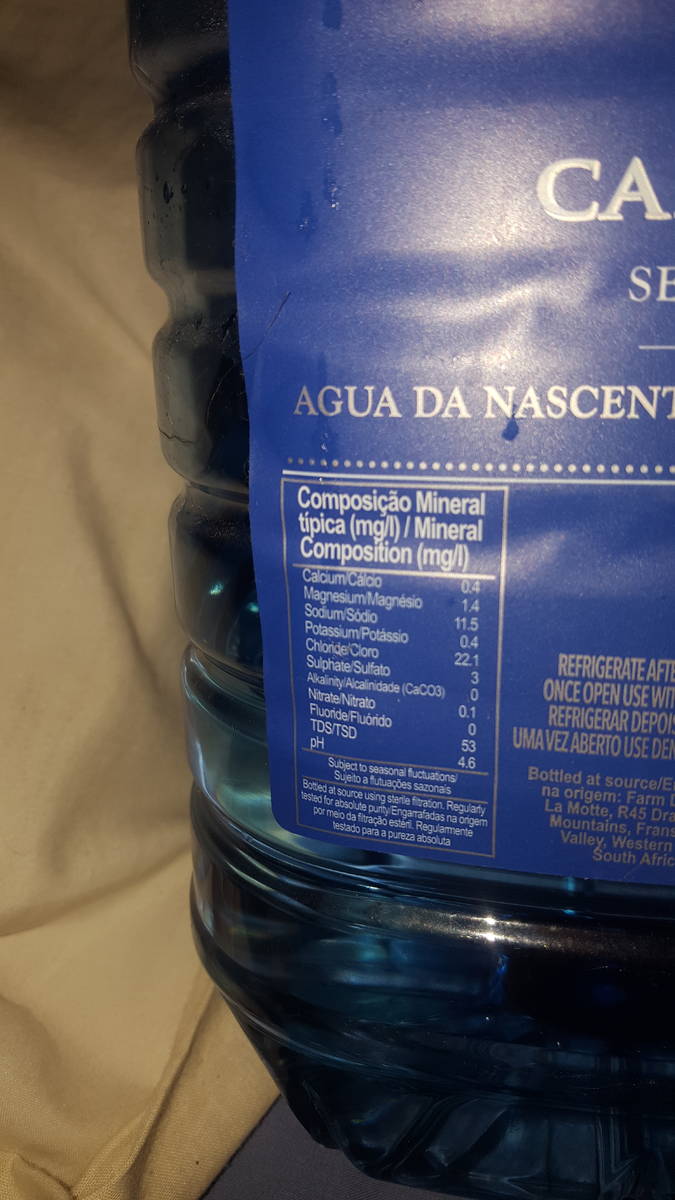 CA
SE
AGUA DA NASCENT
Composição Mineral
típica (mg/l) / Mineral
Composition (mg/l)
Calcium/Cálcio 0.4
Magnesium/Magnésio 1.4
Sodium/Sódio 11.5
Potassium/Potássio 0.4
Chloride/Cloro 22.1
Sulphate/Sulfato 3
Alkalinity/Alcalinidade (CaCO3) 0
Nitrate/Nitrato 0.1
Fluoride/Fluórido 0
TDS/TSD 53
pH 4.6
Subject to seasonal fluctuations/
Sujeito a flutuações sazonais
Bottled at source using sterile filtration. Regularly
tested for absolute purity/Engarrafadas na origem
por meio da filtração estéril. Regularmente
testado para a pureza absoluta
REFRIGERATE AFTE
ONCE OPEN USE WIT
REFRIGERAR DEPOIS
UMA VEZ ABERTO USE DEN
Bottled at source/E
na origem: Farm
La Motte, R45 Dra
Mountains, Frans
Valley, Western
South Afric